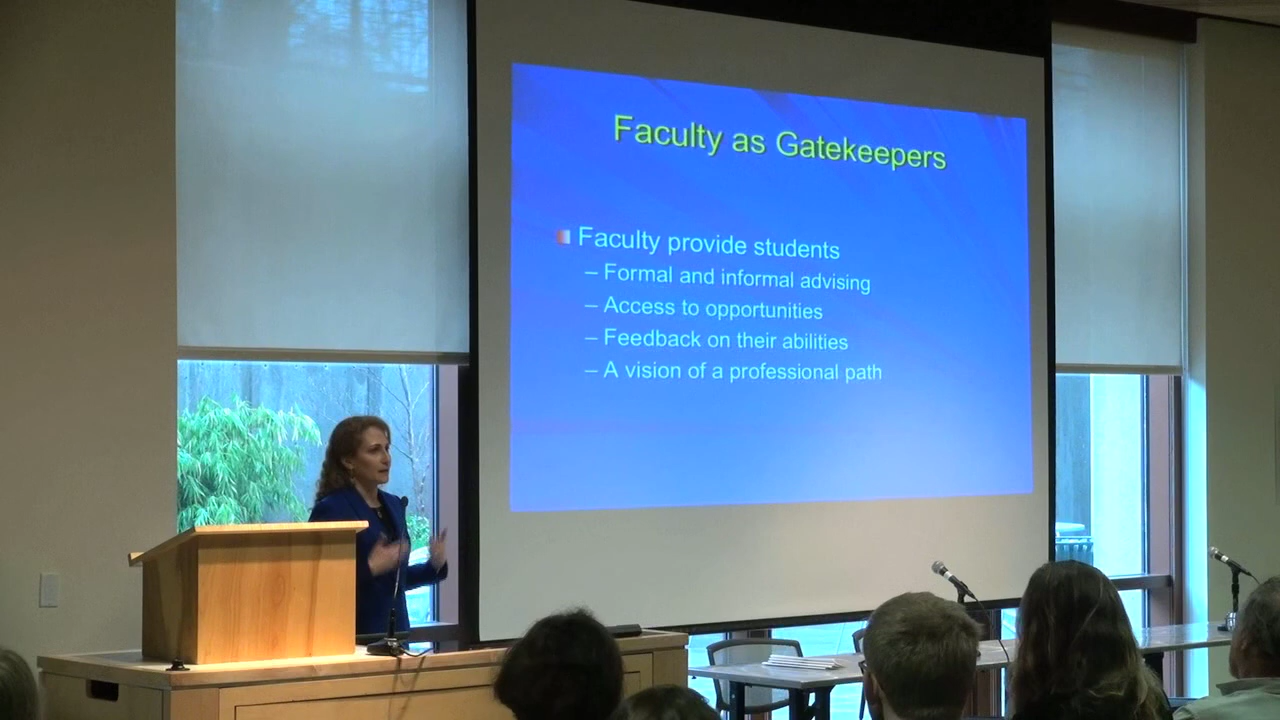 Faculty as Gatekeepers
Faculty provide students
– Formal and informal advising
– Access to opportunities
– Feedback on their abilities
– A vision of a professional path